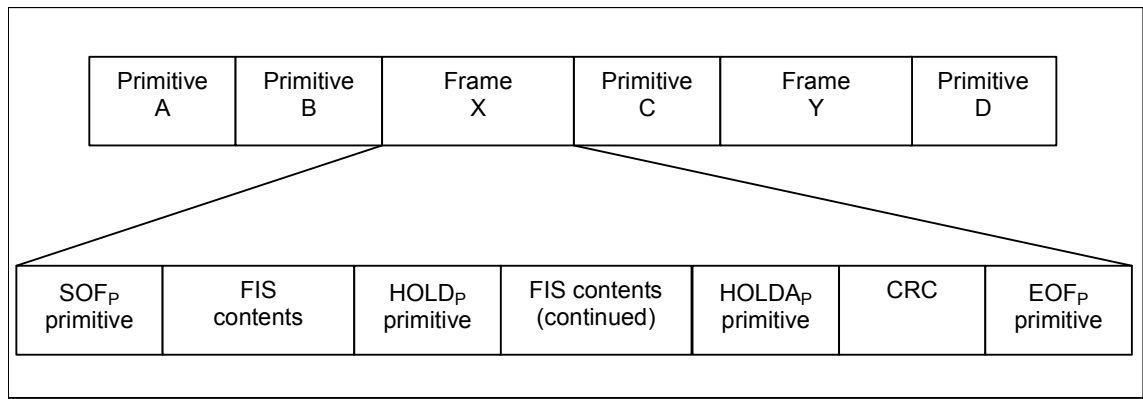 Primitive
A
Primitive
B
Frame
X
Primitive
C
Frame
Y
Primitive
D
SOFP
primitive
FIS
contents
HOLDP
primitive
FIS contents
(continued)
HOLDAP
primitive
CRC
EOFP
primitive